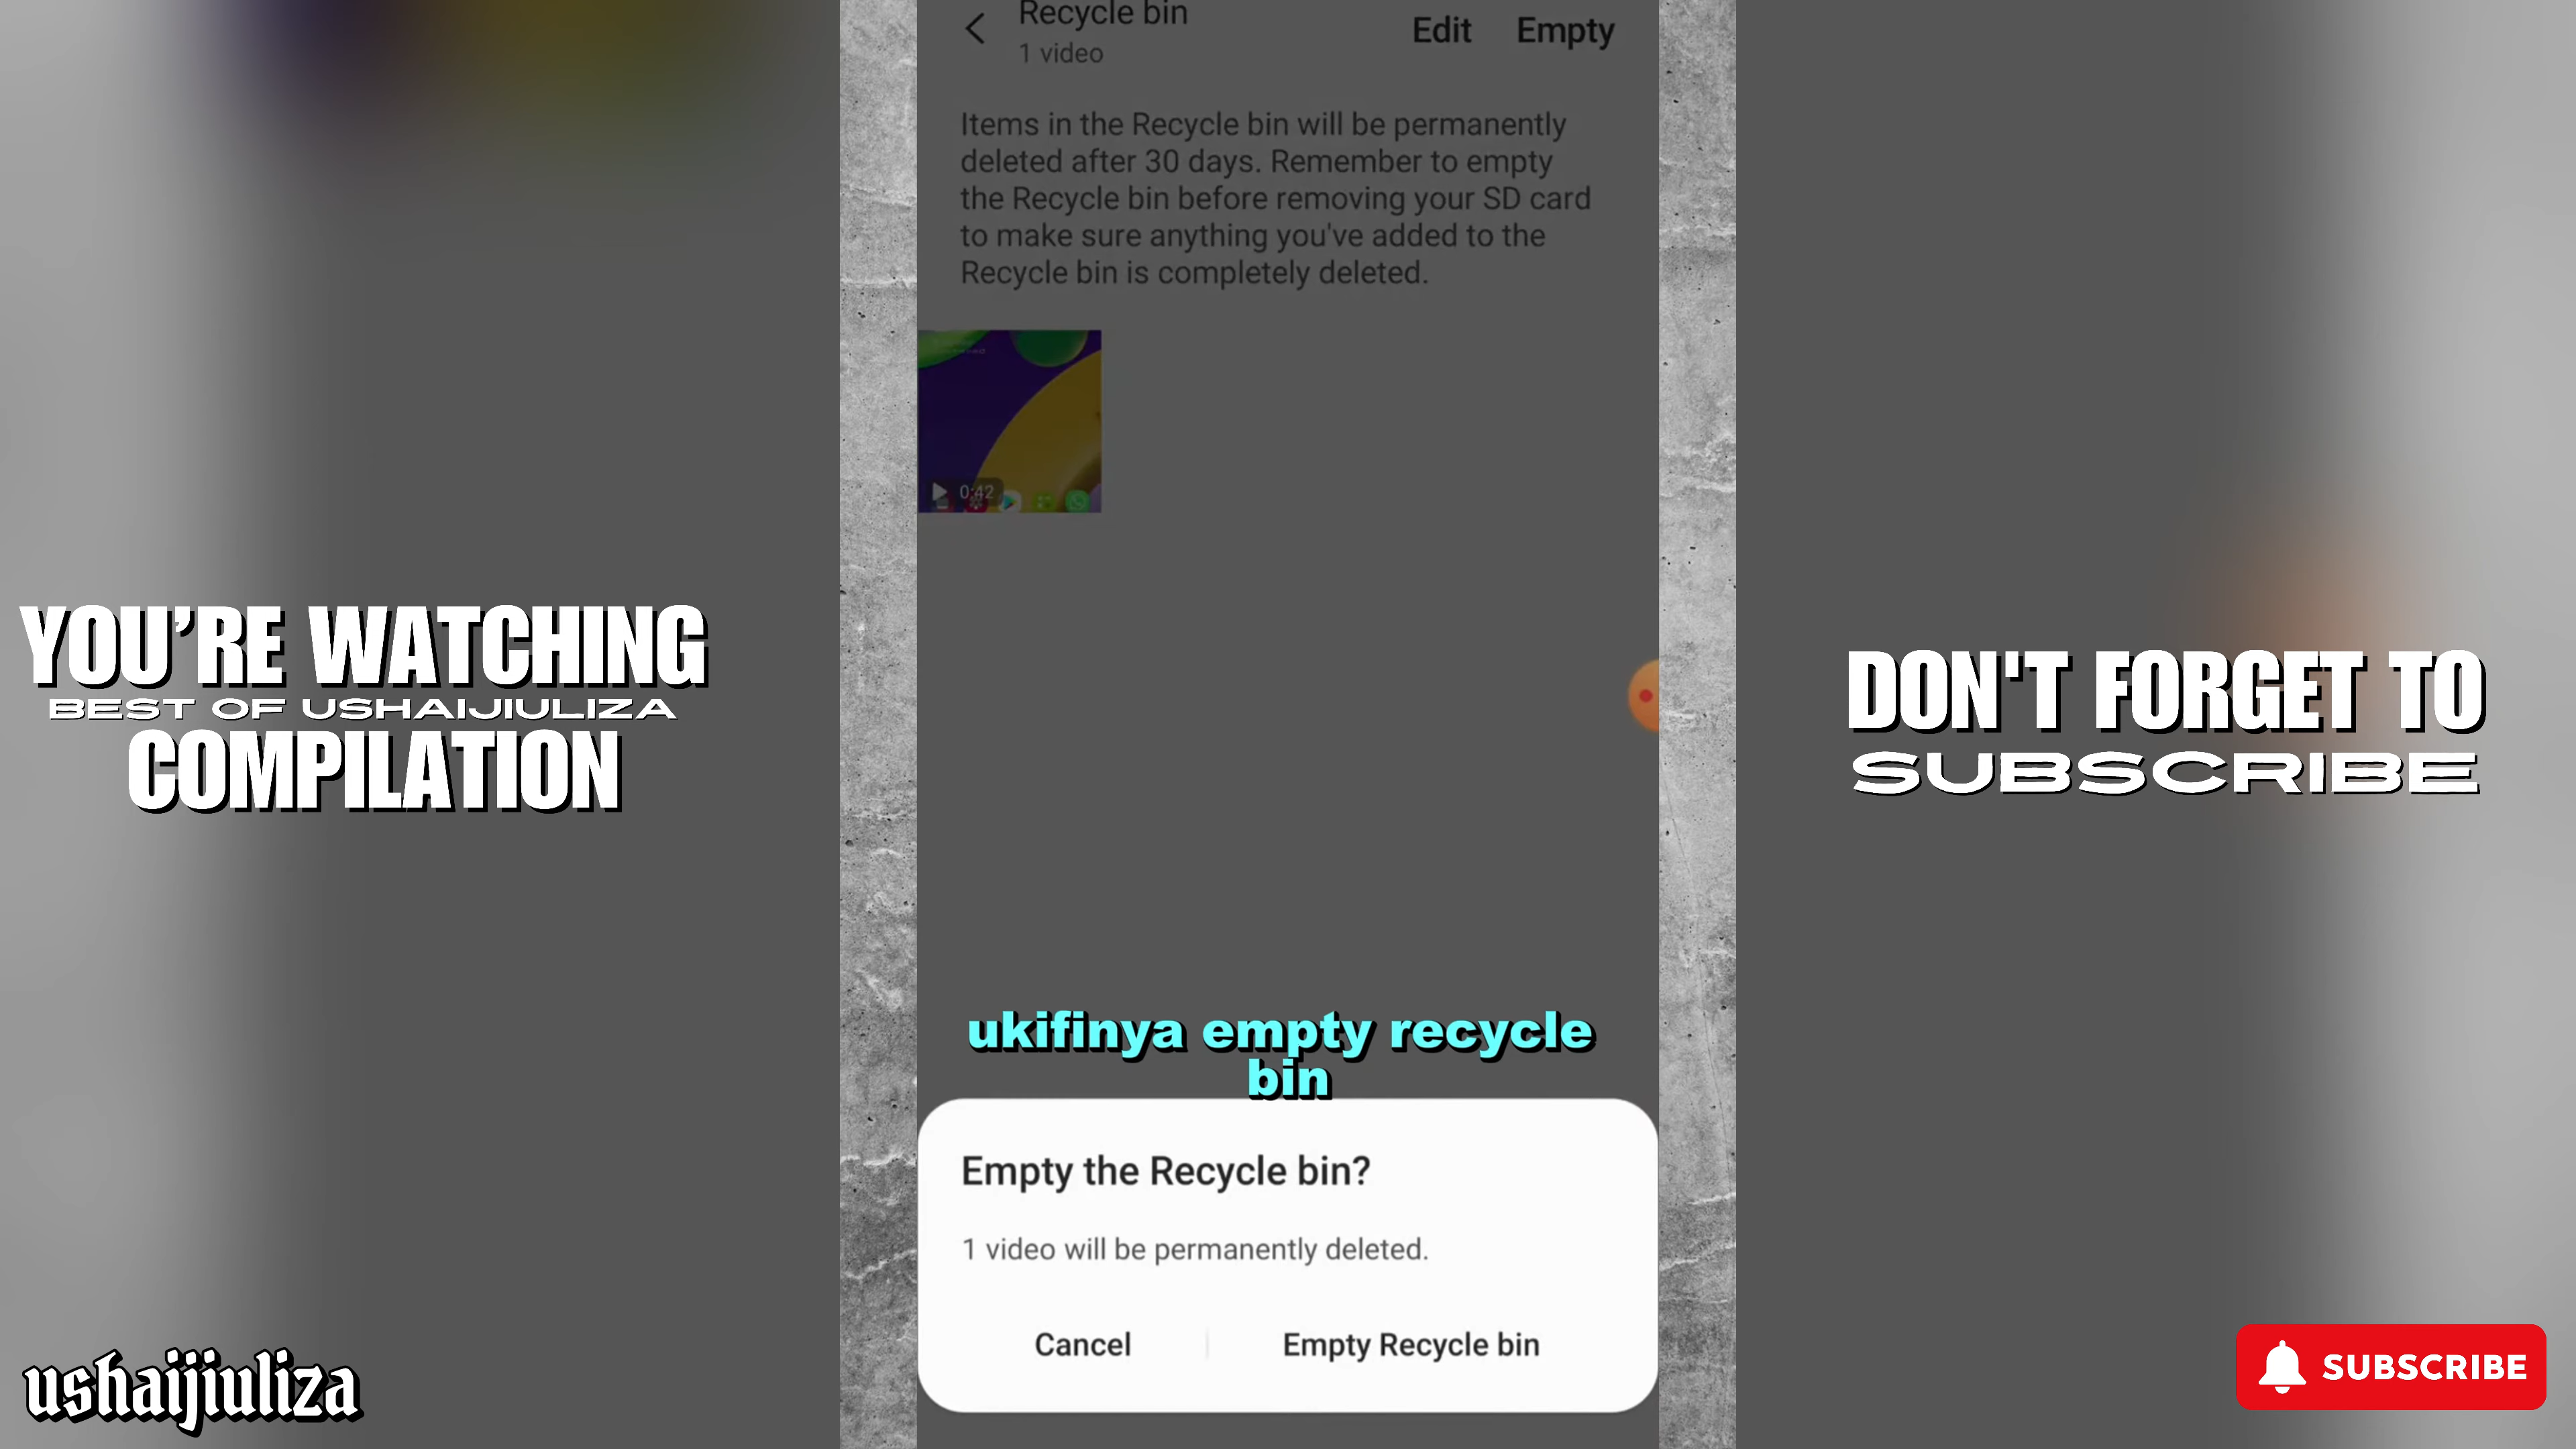 Recycle bin
1 video
Edit
Empty
Items in the Recycle bin will be permanently
deleted after 30 days. Remember to empty
the Recycle bin before removing your SD card
to make sure anything you've added to the
Recycle bin is completely deleted.
0:42
YOU'RE WATCHING
BEST OF USHAIJIULIZA
COMPILATION
DON'T FORGET TO
SUBSCRIBE
ukifinya empty recycle
bin
Empty the Recycle bin?
1 video will be permanently deleted.
Cancel
Empty Recycle bin
ushaijiuliza
SUBSCRIBE